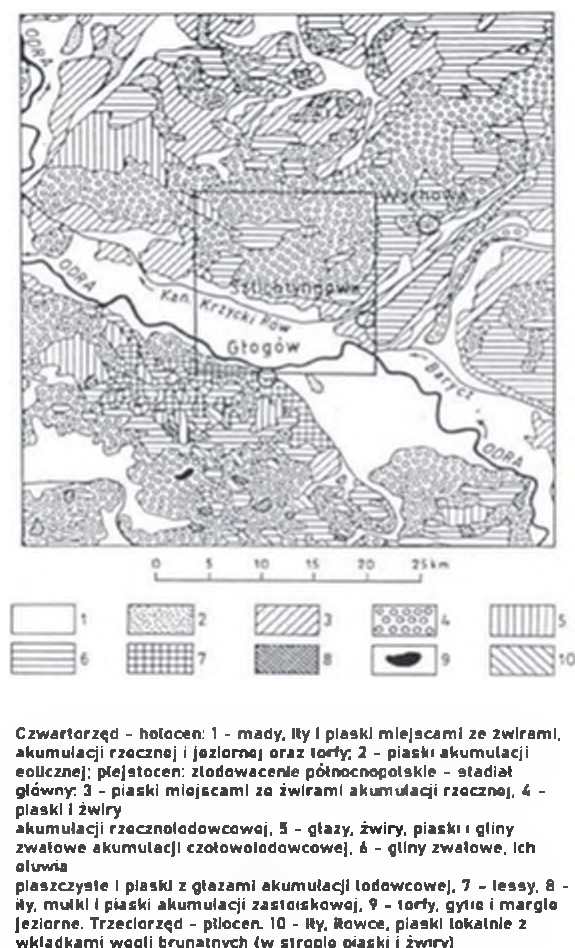 ODRA
Wschowa
Szlichtyngowa
ODRA
Kan. Krzycki Rów
Głogów
Barycz
ODRA
0 5 10 15 20 25 km
1 2 3 4 5
6 7 8 9 10
Czwartorzęd - holocen: 1 - mady, iły i piaski miejscami ze żwirami,
akumulacji rzecznej i jeziornej oraz torfy; 2 - piaski akumulacji
eolicznej; plejstocen: zlodowacenie północnopolskie - stadiał
główny: 3 - piaski miejscami ze żwirami akumulacji rzecznej, 4 -
piaski i żwiry
akumulacji rzecznolodowcowej, 5 - głazy, żwiry, piaski i gliny
zwałowe akumulacji czołowolodowcowej, 6 - gliny zwałowe, ich
eluwia
piaszczyste i piaski z głazami akumulacji lodowcowej, 7 - lessy, 8 -
iły, mułki i piaski akumulacji zastoiskowej, 9 - torfy, gytie i margle
jeziorne. Trzeciorzęd - pliocen. 10 - iły, iłowce, piaski lokalnie z
wkładkami węgli brunatnych (w stropie piaski i żwiry)